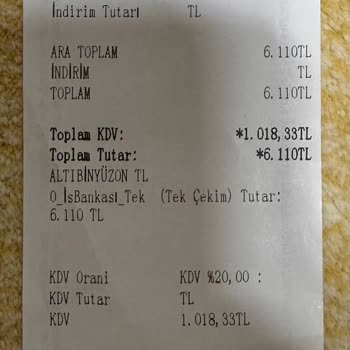 İndirim Tutarı TL
ARA TOPLAM 6.110TL
İNDİRİM TL
TOPLAM 6.110TL
Toplam KDV: *1.018,33TL
Toplam Tutar: *6.110TL
ALTIBİNYÜZON TL
O_İsBankası_Tek (Tek Çekim) Tutar:
6.110 TL
KDV Orani KDV %20,00 :
KDV Tutar TL
KDV 1.018,33TL